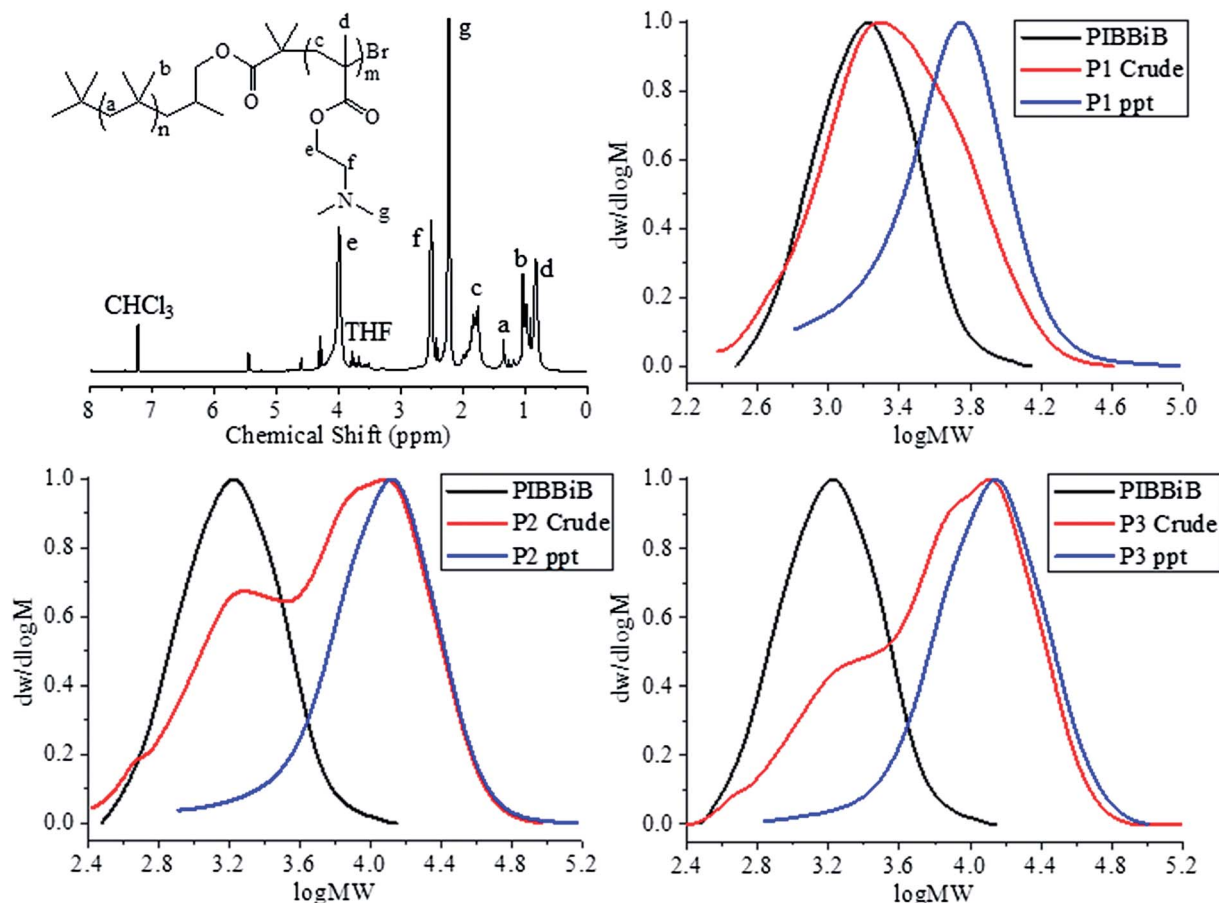 d
b
c
Br
m
O
O
a
n
O
O
O
e
f
N
g
g
e
f
b
d
c
CHCl3
THF
a
8 7 6 5 4 3 2 1 0
Chemical Shift (ppm)
1.0
0.8
0.6
0.4
0.2
0.0
dw/dlogM
PIBBiB
P1 Crude
P1 ppt
2.2 2.6 3.0 3.4 3.8 4.2 4.6 5.0
logMW
1.0
0.8
0.6
0.4
0.2
0.0
dw/dlogM
PIBBiB
P2 Crude
P2 ppt
2.4 2.8 3.2 3.6 4.0 4.4 4.8 5.2
logMW
1.0
0.8
0.6
0.4
0.2
0.0
dw/dlogM
PIBBiB
P3 Crude
P3 ppt
2.4 2.8 3.2 3.6 4.0 4.4 4.8 5.2
logMW